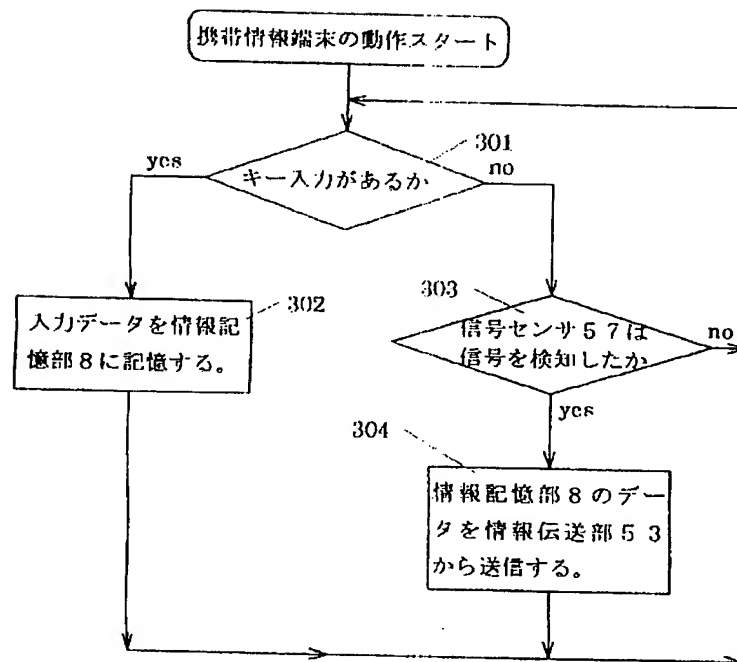 携帯情報端末の動作スタート
301
yes
no
キー入力があるか
302
入力データを情報記
憶部8に記憶する。
303
信号センサ57は
信号を検知したか
no
yes
304
情報記憶部8のデー
タを情報伝送部53
から送信する。